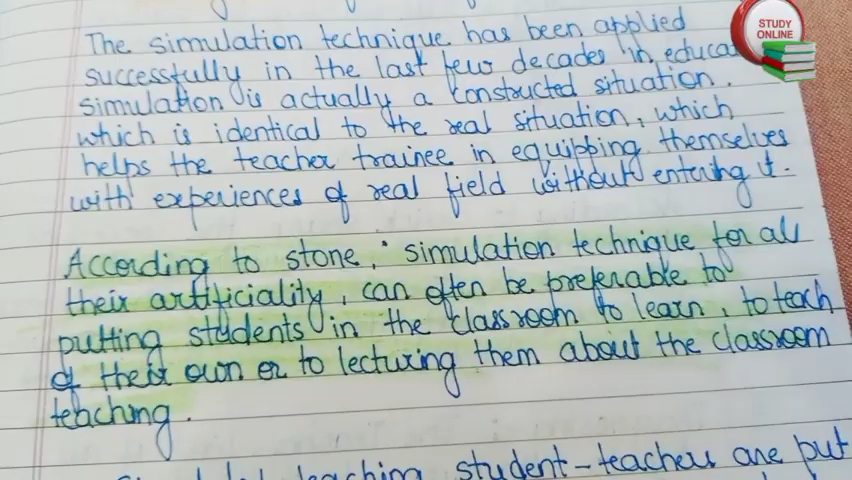 The simulation technique has been applied
successfully in the last few decades in educa
simulation is actually a constructed situation.
which is identical to the real situation, which
helps the teacher trainee in equipping themselves
with experiences of real field without entering it.
According to stone, "simulation technique for all
their artificiality, can often be preferable to
putting students in the classroom to learn, to teach
of their own or to lecturing them about the classroom
teaching.
teaching student-teachers are put
STUDY
ONLINE